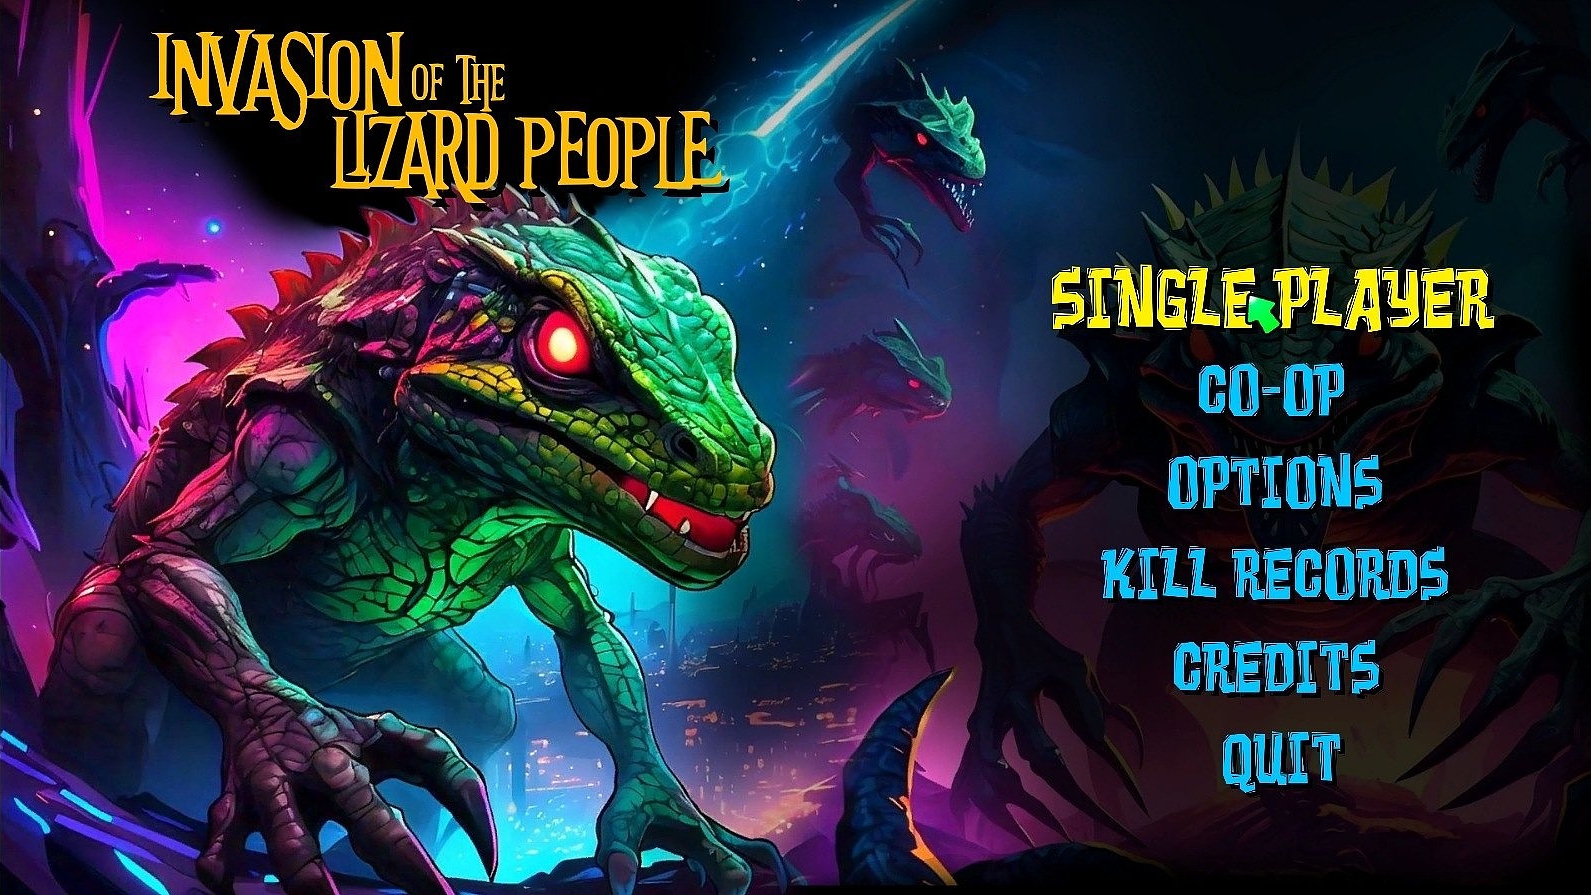 INVASION OF THE
LIZARD PEOPLE
SINGLE PLAYER
CO-OP
OPTIONS
KILL RECORDS
CREDITS
QUIT